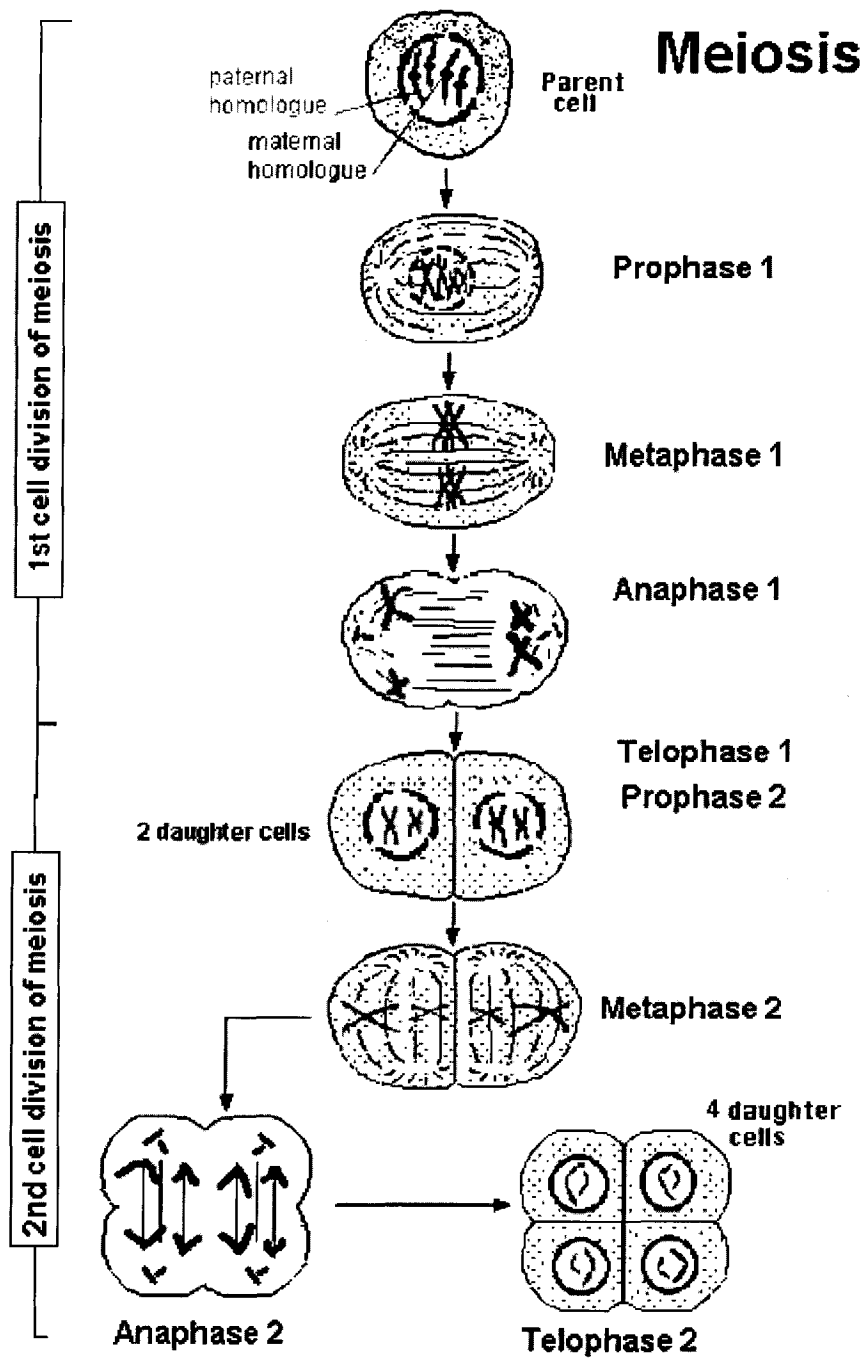 Meiosis
paternal
homologue
maternal
homologue
Parent
cell
1st cell division of meiosis
Prophase 1
Metaphase 1
Anaphase 1
Telophase 1
Prophase 2
2 daughter cells
2nd cell division of meiosis
Metaphase 2
4 daughter
cells
Anaphase 2
Telophase 2